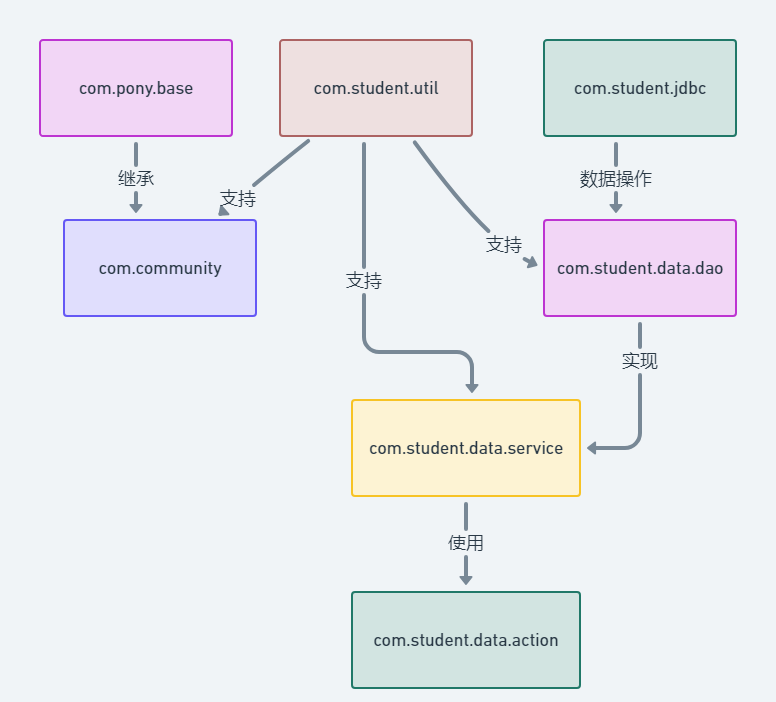 com.pony.base
com.student.util
com.student.jdbc
继承
支持
数据操作
支持
com.community
支持
com.student.data.dao
实现
com.student.data.service
使用
com.student.data.action